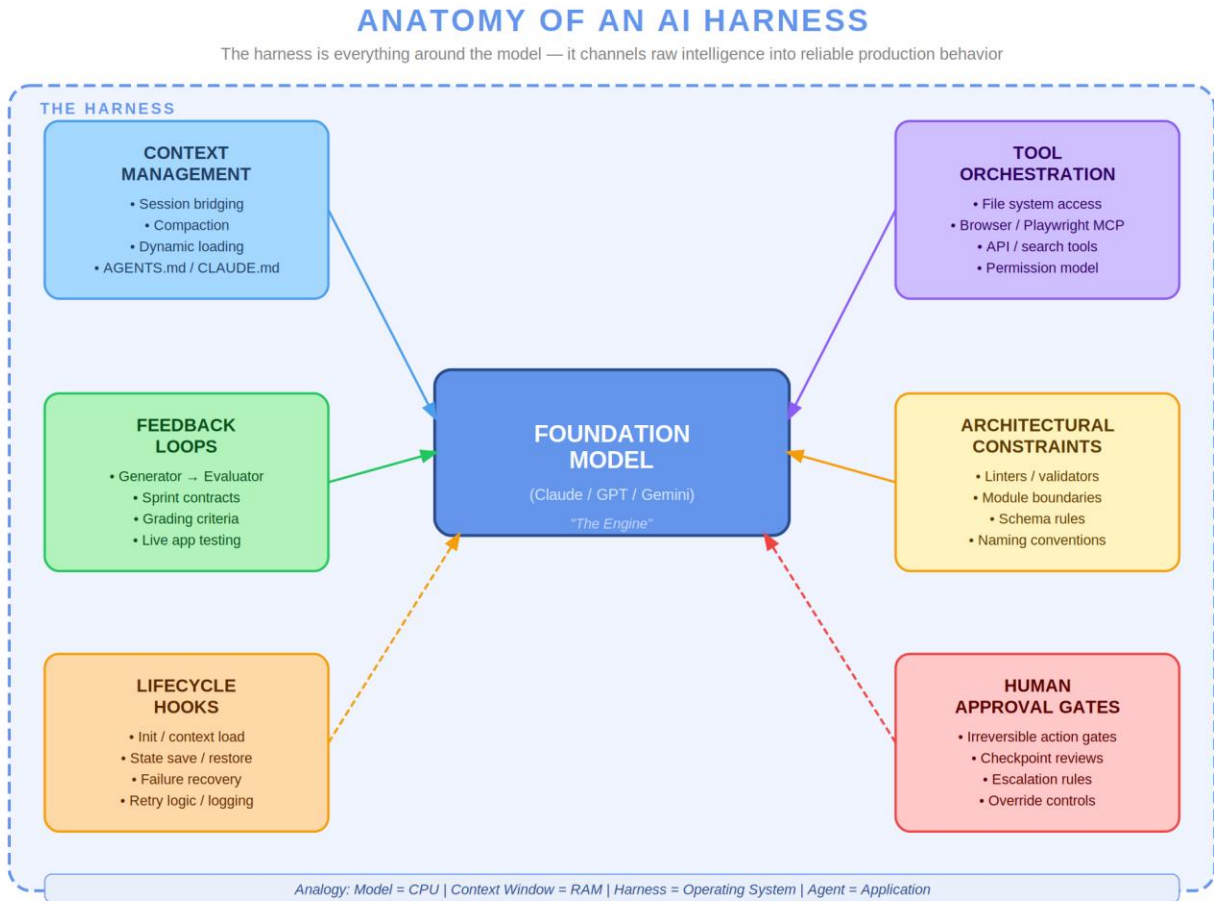 ANATOMY OF AN AI HARNESS
The harness is everything around the model — it channels raw intelligence into reliable production behavior
THE HARNESS
CONTEXT
MANAGEMENT
• Session bridging
• Compaction
• Dynamic loading
• AGENTS.md / CLAUDE.md
TOOL
ORCHESTRATION
• File system access
• Browser / Playwright MCP
• API / search tools
• Permission model
FOUNDATION
MODEL
(Claude / GPT / Gemini)
"The Engine"
FEEDBACK
LOOPS
• Generator → Evaluator
• Sprint contracts
• Grading criteria
• Live app testing
ARCHITECTURAL
CONSTRAINTS
• Linters / validators
• Module boundaries
• Schema rules
• Naming conventions
LIFECYCLE
HOOKS
• Init / context load
• State save / restore
• Failure recovery
• Retry logic / logging
HUMAN
APPROVAL GATES
• Irreversible action gates
• Checkpoint reviews
• Escalation rules
• Override controls
Analogy: Model = CPU | Context Window = RAM | Harness = Operating System | Agent = Application